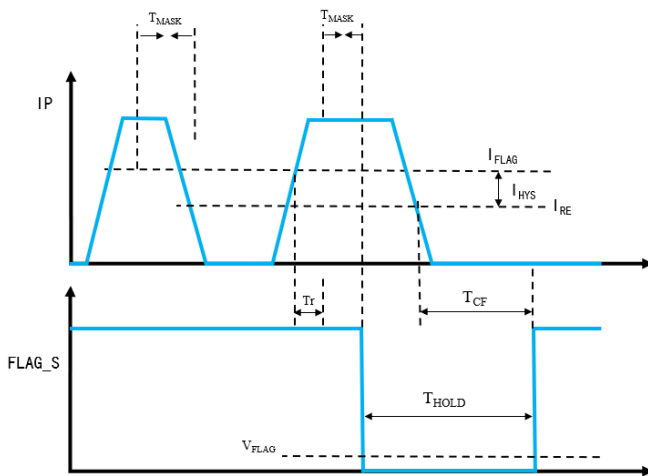 TMASK
TMASK
IP
IFLAG
IHYS
IRE
Tr
TCF
FLAG_S
THOLD
VFLAG